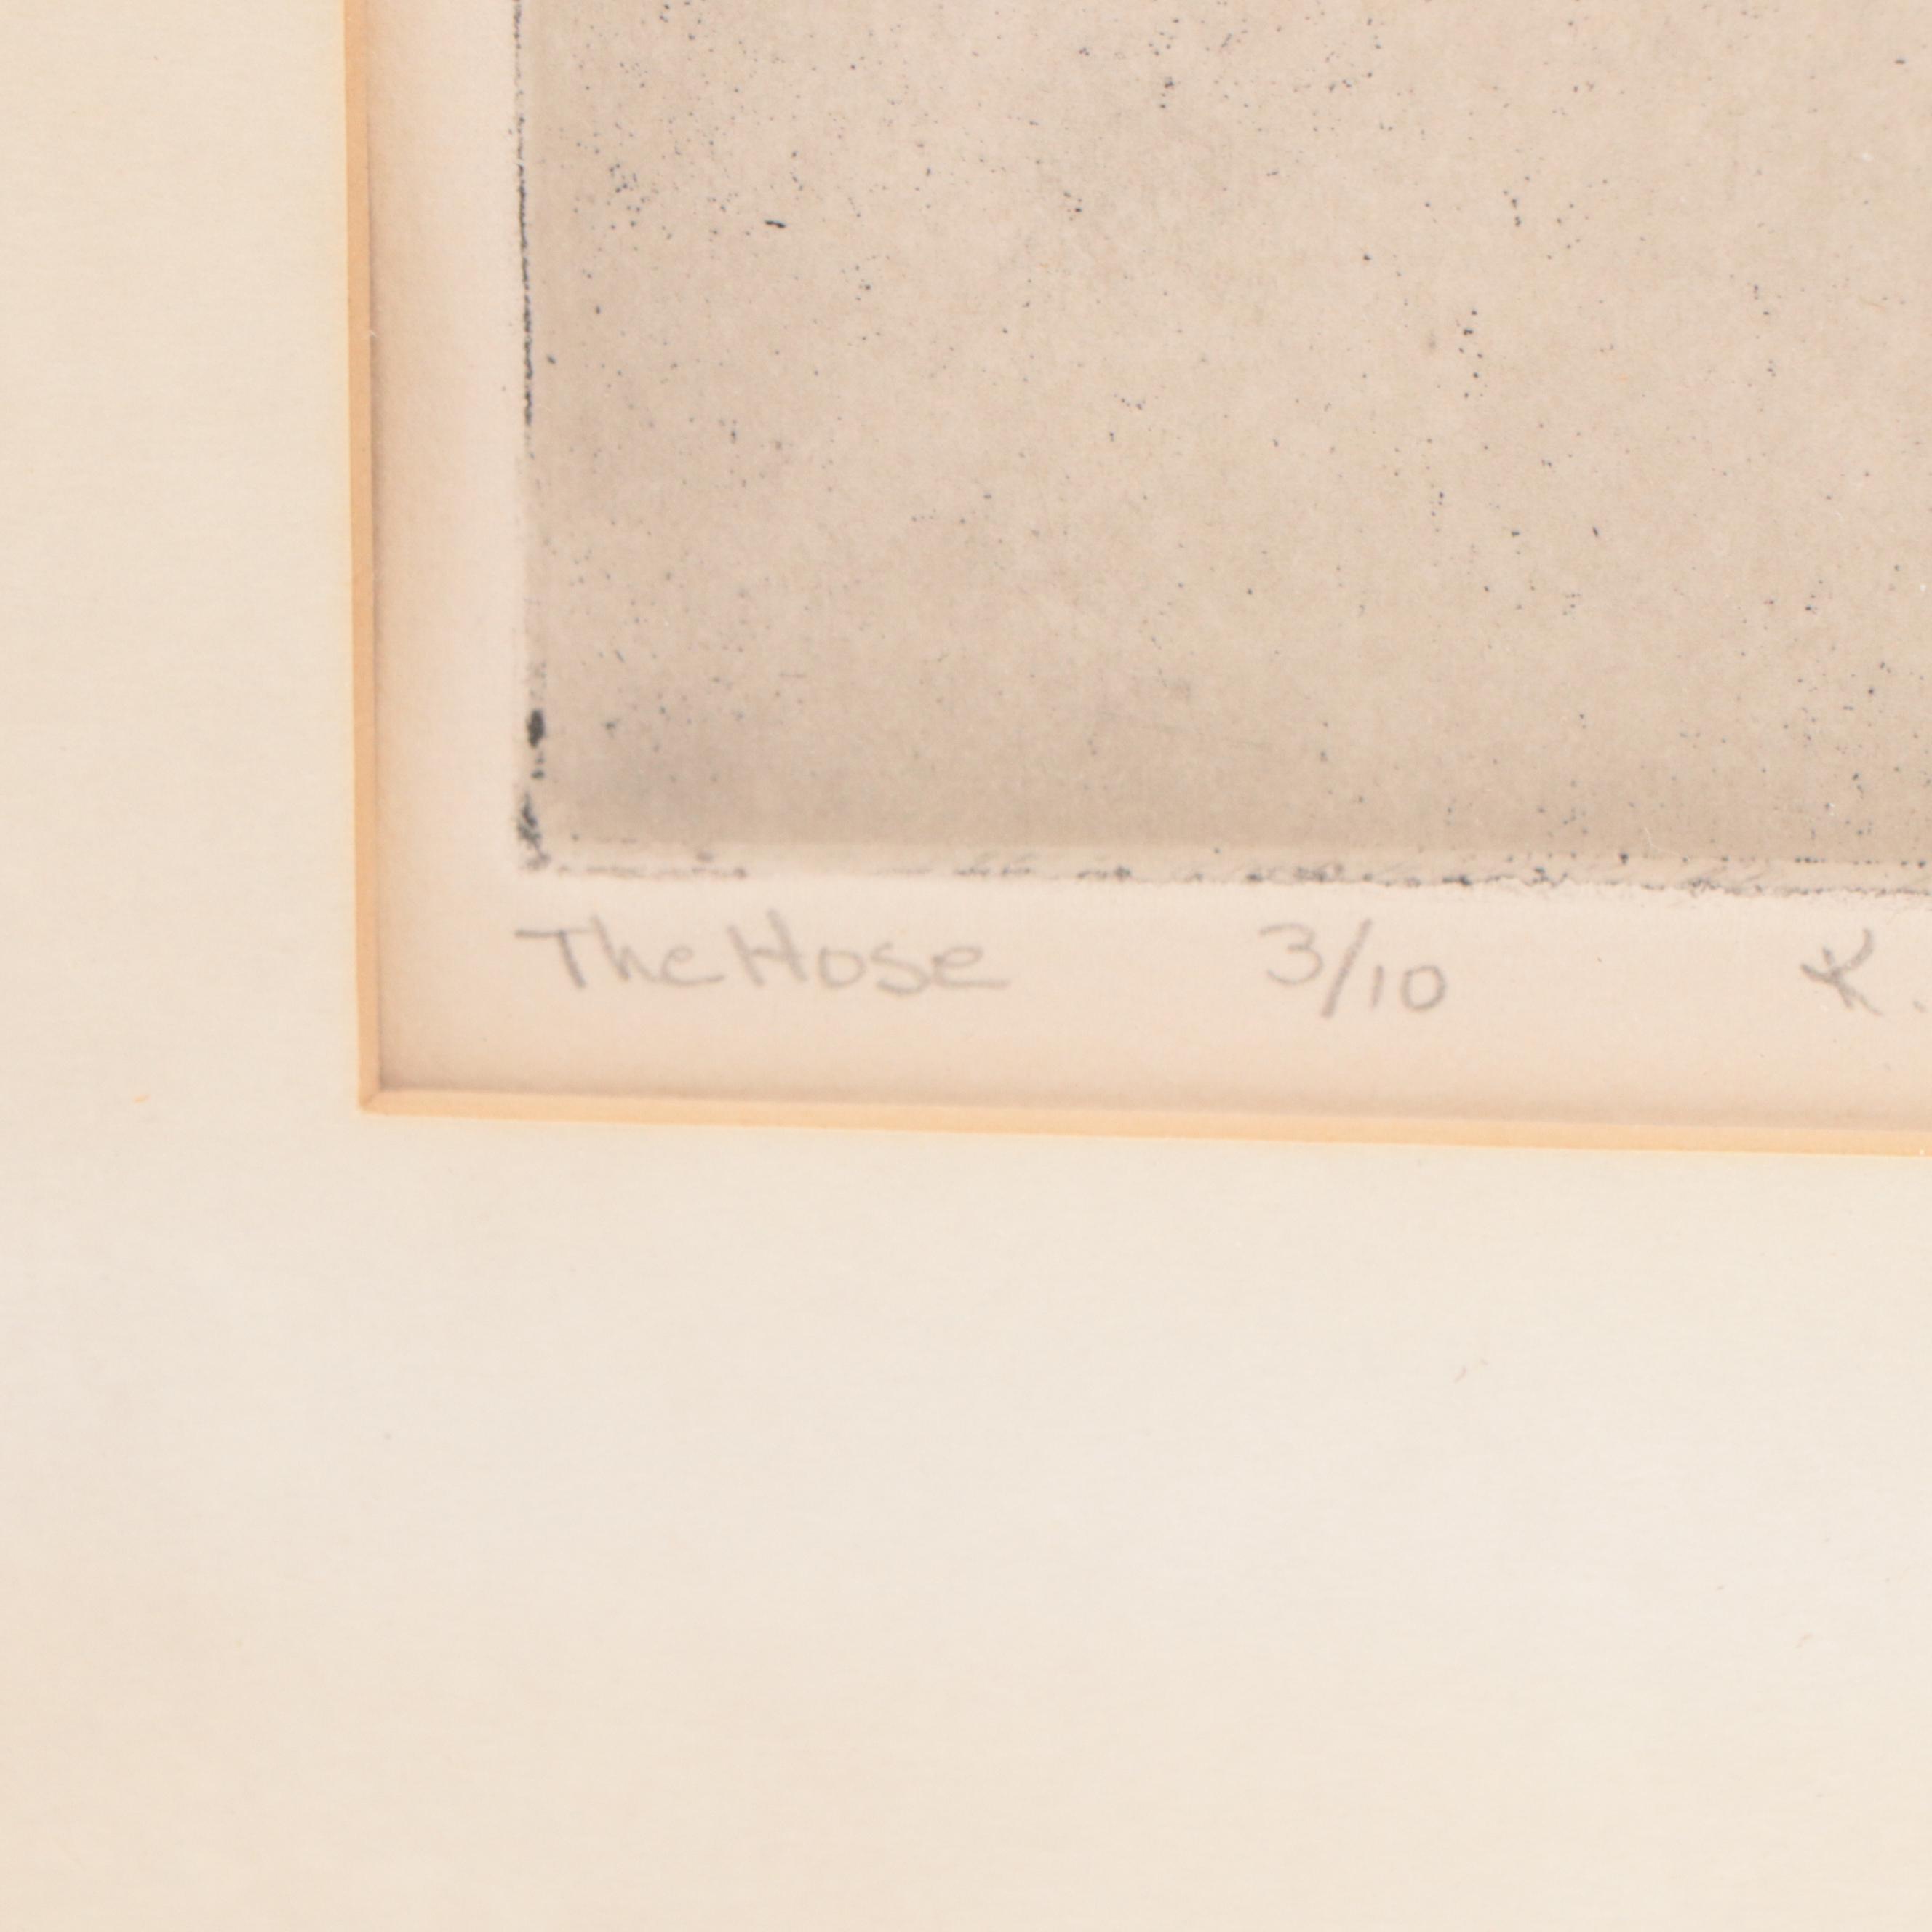 The Hose 3/10 K.